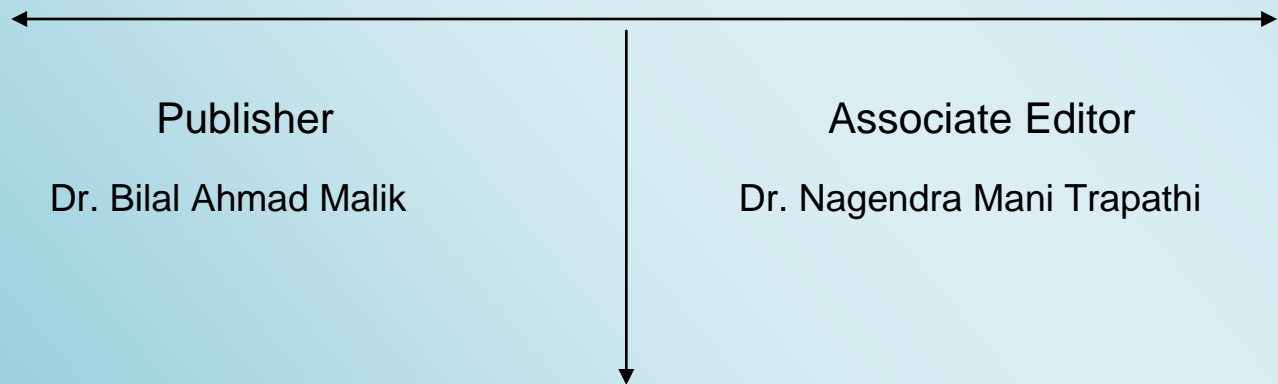 Publisher
Dr. Bilal Ahmad Malik
Associate Editor
Dr. Nagendra Mani Trapathi